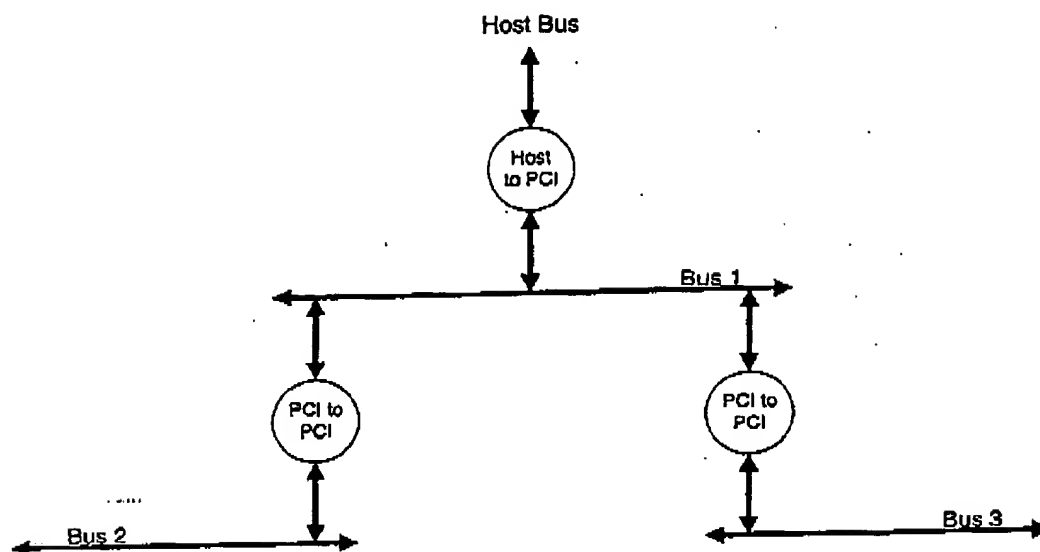 Host Bus
Host
to PCI
Bus 1
PCI to
PCI
PCI to
PCI
Bus 2
Bus 3